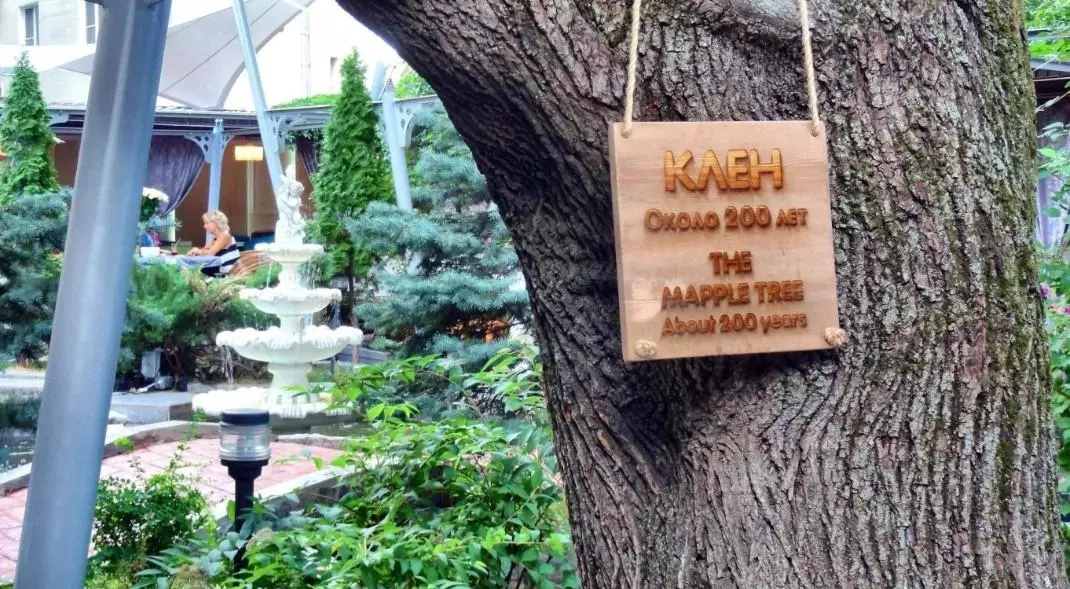 КЛЕН
Около 200 лет
THE
MAPPLE TREE
About 200 years